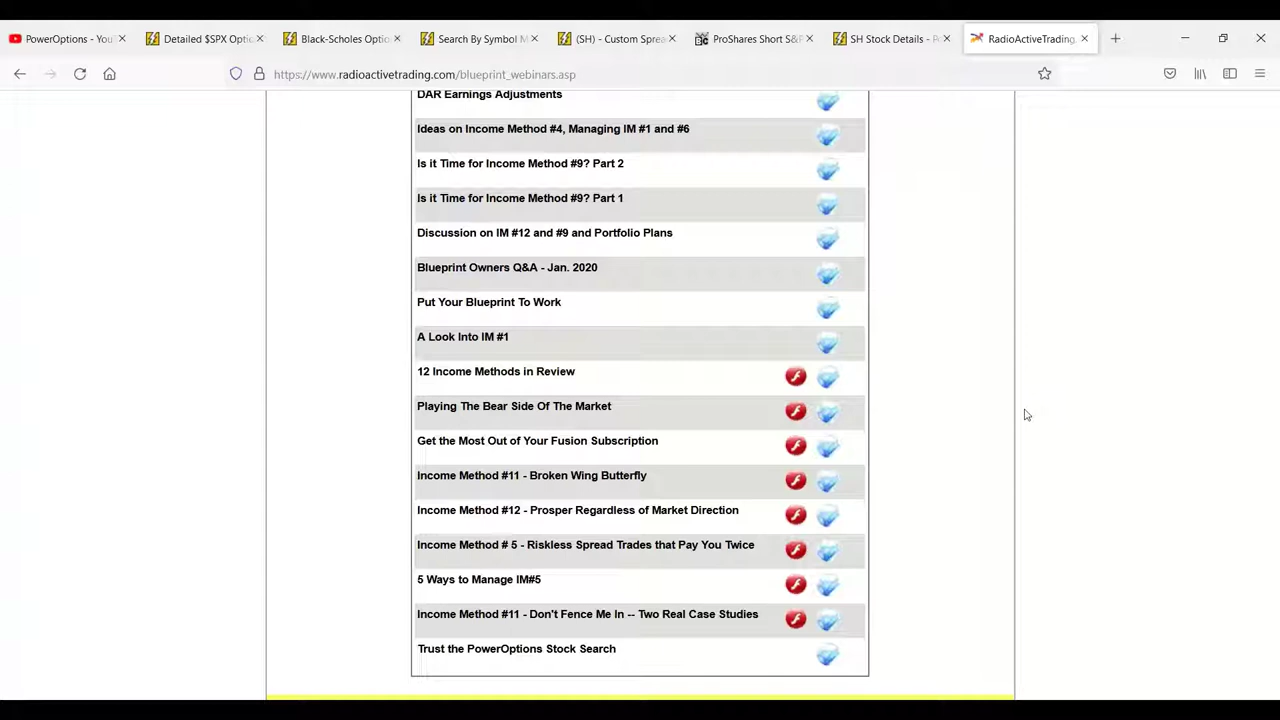 PowerOptions - YouT
Detailed $SPX Optio
Black-Scholes Optio
Search By Symbol M
(SH) - Custom Sprea
ProShares Short S&P
SH Stock Details - Po
RadioActiveTrading.
https://www.radioactivetrading.com/blueprint_webinars.asp
DAR Earnings Adjustments
Ideas on Income Method #4, Managing IM #1 and #6
Is it Time for Income Method #9? Part 2
Is it Time for Income Method #9? Part 1
Discussion on IM #12 and #9 and Portfolio Plans
Blueprint Owners Q&A - Jan. 2020
Put Your Blueprint To Work
A Look Into IM #1
12 Income Methods in Review
Playing The Bear Side Of The Market
Get the Most Out of Your Fusion Subscription
Income Method #11 - Broken Wing Butterfly
Income Method #12 - Prosper Regardless of Market Direction
Income Method # 5 - Riskless Spread Trades that Pay You Twice
5 Ways to Manage IM#5
Income Method #11 - Don't Fence Me In -- Two Real Case Studies
Trust the PowerOptions Stock Search